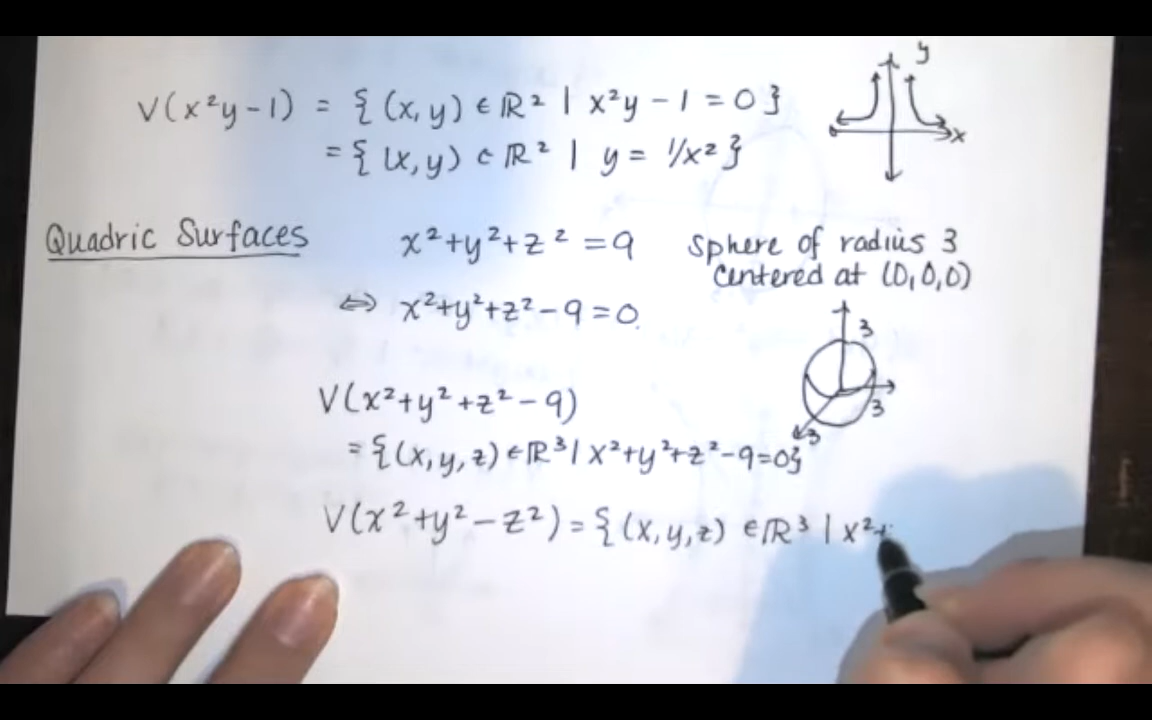 V(x²y-1) = { (x,y) ∈ ℝ² | x²y - 1 = 0 }
= { (x,y) ∈ ℝ² | y = 1/x² }
y
x
Quadric Surfaces
x² + y² + z² = 9
sphere of radius 3
centered at (0,0,0)
⇔ x²+y²+z² - 9 = 0.
3
3
3
V(x²+y²+z²-9)
= {(x,y,z) ∈ ℝ³ | x²+y²+z²-9=0}
V(x²+y²-z²) = { (x,y,z) ∈ ℝ³ | x²+